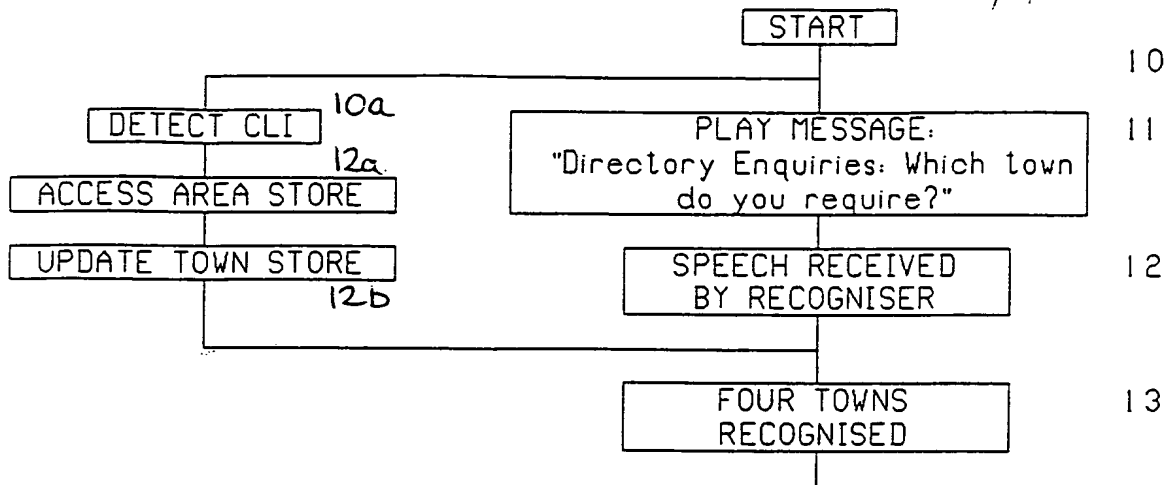 START
10
DETECT CLI
10a
PLAY MESSAGE:
"Directory Enquiries: Which town
do you require?"
11
12a
ACCESS AREA STORE
UPDATE TOWN STORE
12b
SPEECH RECEIVED
BY RECOGNISER
12
FOUR TOWNS
RECOGNISED
13